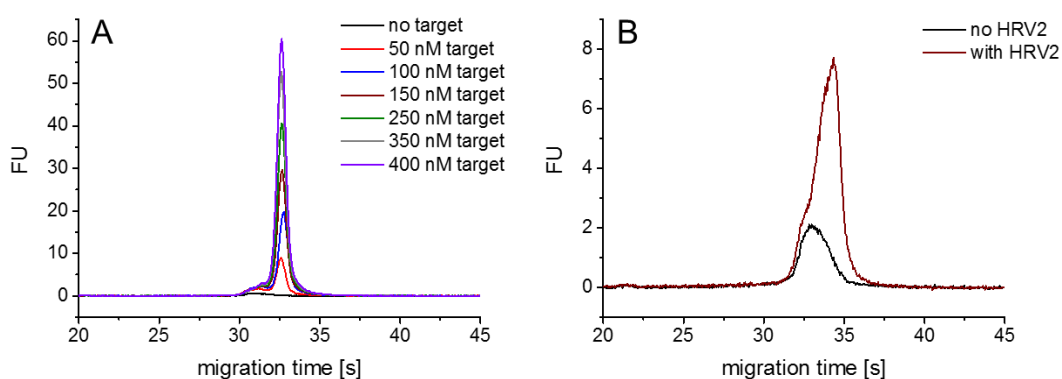 A
no target
50 nM target
100 nM target
150 nM target
250 nM target
350 nM target
400 nM target
FU
60
50
40
30
20
10
0
20 25 30 35 40 45
migration time [s]
B
no HRV2
with HRV2
FU
8
6
4
2
0
20 25 30 35 40 45
migration time [s]